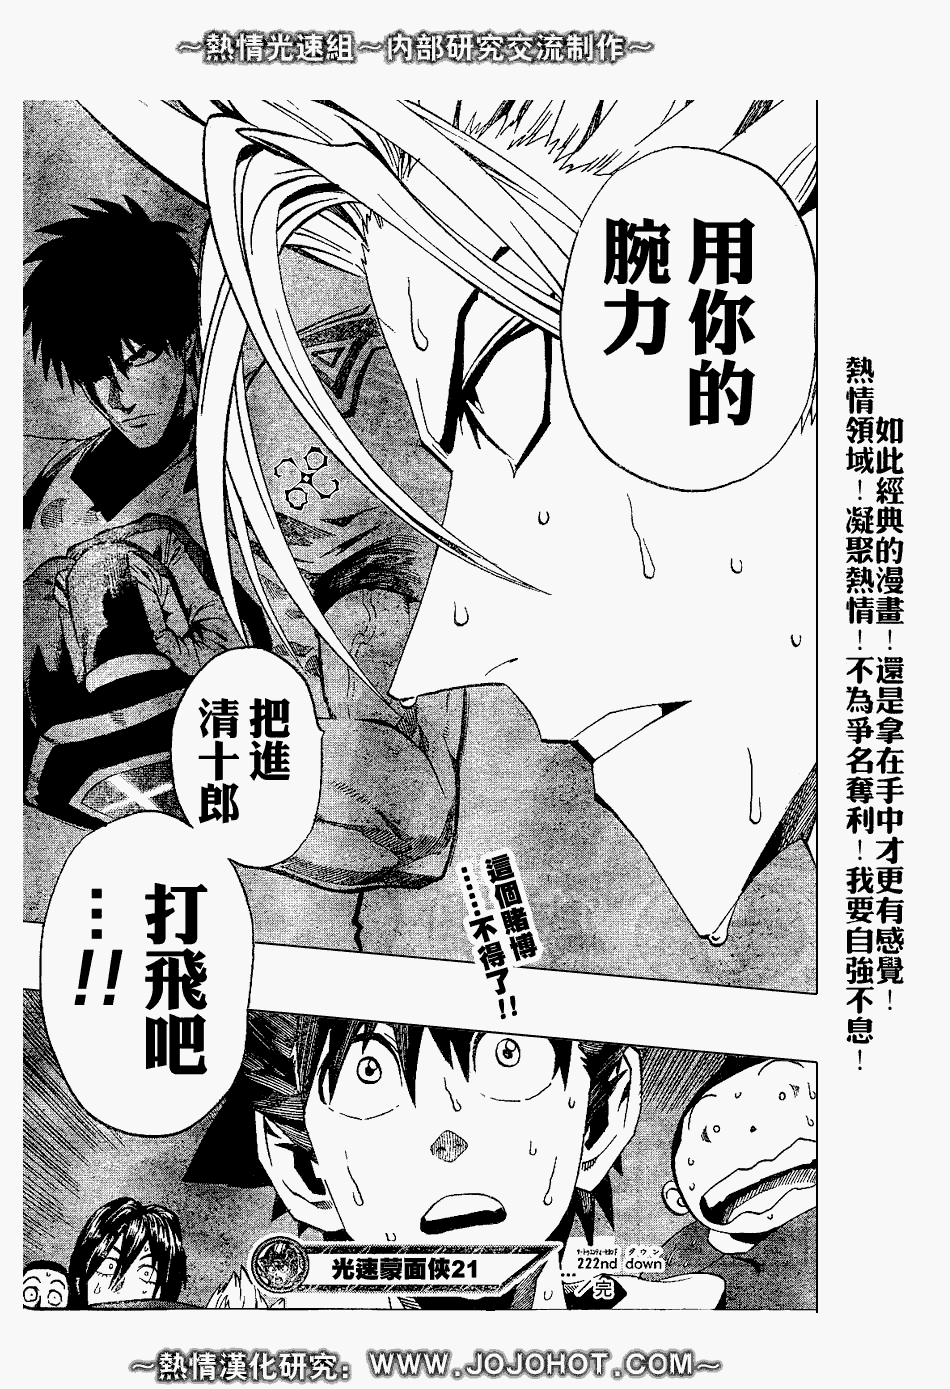 ～熱情光速組～內部研究交流制作～
用你的
腕力
如此經典的漫畫！還是拿在手中才更有感覺！
熱情領域！凝聚熱情！不為爭名奪利！我要自強不息！
把進
清十郎
打飛吧
…!!
這個賭博
……不得了!!
光速蒙面俠21
222nd down
ダウン
…／完
～熱情漢化研究：WWW.JOJOHOT.COM～